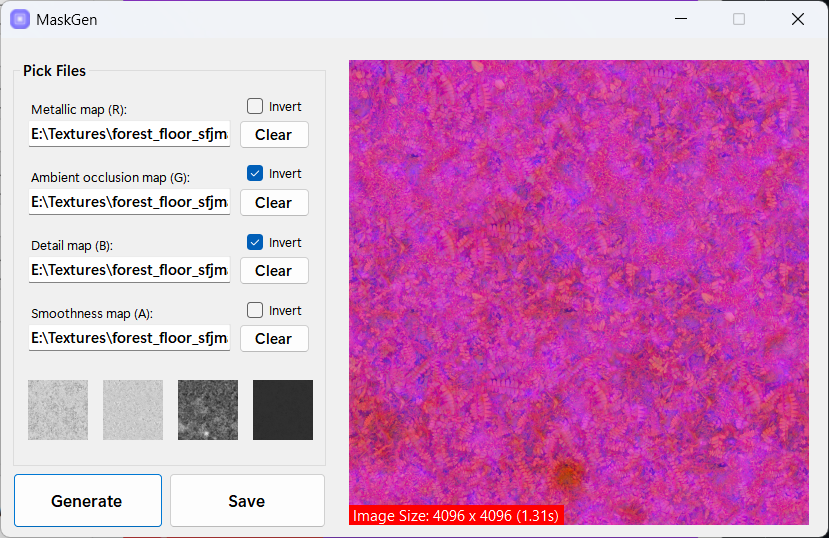 MaskGen
Pick Files
Metallic map (R):
Invert
E:\Textures\forest_floor_sfjm
Clear
Ambient occlusion map (G):
Invert
E:\Textures\forest_floor_sfjm
Clear
Detail map (B):
Invert
E:\Textures\forest_floor_sfjm
Clear
Smoothness map (A):
Invert
E:\Textures\forest_floor_sfjm
Clear
Generate
Save
Image Size: 4096 x 4096 (1.31s)